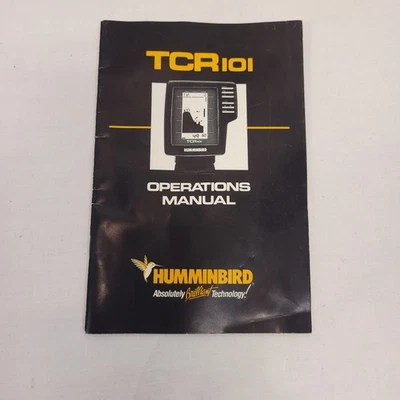 TCR101
OPERATIONS
MANUAL
HUMMINBIRD
Absolutely Brilliant Technology!